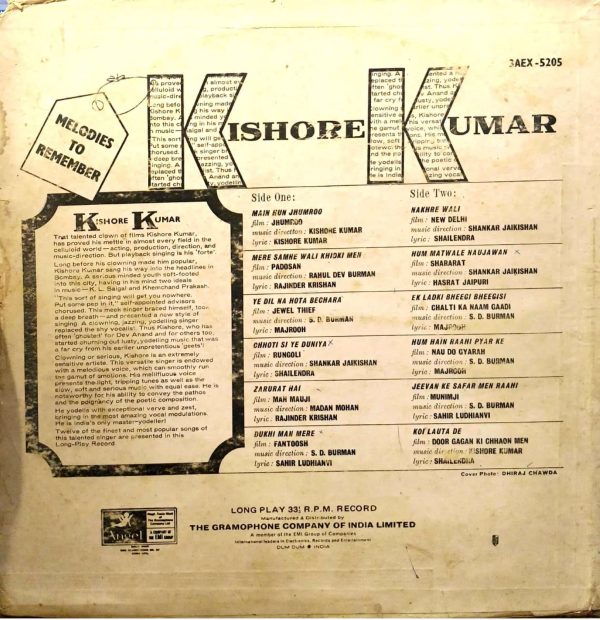 3AEX-5205
MELODIES
TO
REMEMBER
KISHORE KUMAR
KISHORE KUMAR
That talented clown of films Kishore Kumar,
has proved his mettle in almost every field in the
celluloid world—acting, production, direction, and
music-direction. But playback singing is his 'forte'.
Long before his clowning made him popular,
Kishore Kumar sang his way into the headlines in
Bombay. A serious minded youth soft-footed
into this city, having in his mind two ideals
in music—K. L. Saigal and Khemchand Prakash.
"This sort of singing will get you nowhere.
Put some pep in it," self-appointed advisors
chorused. This meek singer braced himself, took
a deep breath—and presented a new style of
singing. A clowning, jazzing, yodelling singer
replaced the shy vocalist. Thus Kishore, who has
often 'ghosted' for Dev Anand and for others too,
started churning out lusty, yodelling music that was
a far cry from his earlier unpretentious 'geets'!
Clowning or serious, Kishore is an extremely
sensitive artiste. This versatile singer is endowed
with a melodious voice, which can smoothly run
the gamut of emotions. His mellifluous voice
presents the light, tripping tunes as well as the
slow, soft and serious music with equal ease. He is
noteworthy for his ability to convey the pathos
and the poignancy of the poetic composition.
He yodels with exceptional verve and zest,
bringing in the most amazing vocal modulations.
He is india's only master-yodeller!
Twelve of the finest and most popular songs of
this talented singer are presented in this
Long-Play Record.
Side One:
MAIN HUN JHUMROO
film: JHUMROO
music direction: KISHORE KUMAR
lyric: KISHORE KUMAR
MERE SAMHE WALI KHIDKI MEN
film: PADOSAN
music direction: RAHUL DEV BURMAN
lyric: RAJINDER KRISHAN
YE DIL NA HOTA BECHARA
film: JEWEL THIEF
music direction: S. D. BURMAN
lyric: MAJROOH
CHHOTI SI YE DUNIYA
film: RUNGOLI
music direction: SHANKAR JAIKISHAN
lyric: SHAILENDRA
ZARURAT HAI
film: MAN MAUJI
music direction: MADAN MOHAN
lyric: RAJNDER KRISHAN
DUKHI MAN MERE
film: FANTOOSH
music direction: S. D. BURMAN
lyric: SAHIR LUDHIANVI
Side Two:
NAKHRE WALI
film: NEW DELHI
music direction: SHANKAR JAIKISHAN
lyric: SHAILENDRA
HUM MATWALE NAUJAWAN
film: SHARARAT
music direction: SHANKAR JAIKISHAN
lyric: HASRAT JAIPURI
EK LADKI BHEEGI BHEEGISI
film: CHALTI KA NAAM GAADI
music direction: S. D. BURMAN
lyric: MAJROOH
HUM HAIN RAAHI PYAR KE
film: NAU DO GYARAH
music direction: S. D. BURMAN
lyric: MAJROOH
JEEVAN KE SAFAR MEN RAAHI
film: MUNIMJI
music direction: S. D. BURMAN
lyric: SAHIR LUDHIANVI
KOI LAUTA DE
film: DOOR GAGAN KI CHHAON MEN
music direction: KISHORE KUMAR
lyric: SHAILENDRA
Cover Photo: DHIRAJ CHAWDA
LONG PLAY 33⅓ R.P.M. RECORD
Manufactured & Distributed by
THE GRAMOPHONE COMPANY OF INDIA LIMITED
A member of the EMI Group of Companies
International leaders in Electronics, Records and Entertainment
DUM DUM ● INDIA
Angel